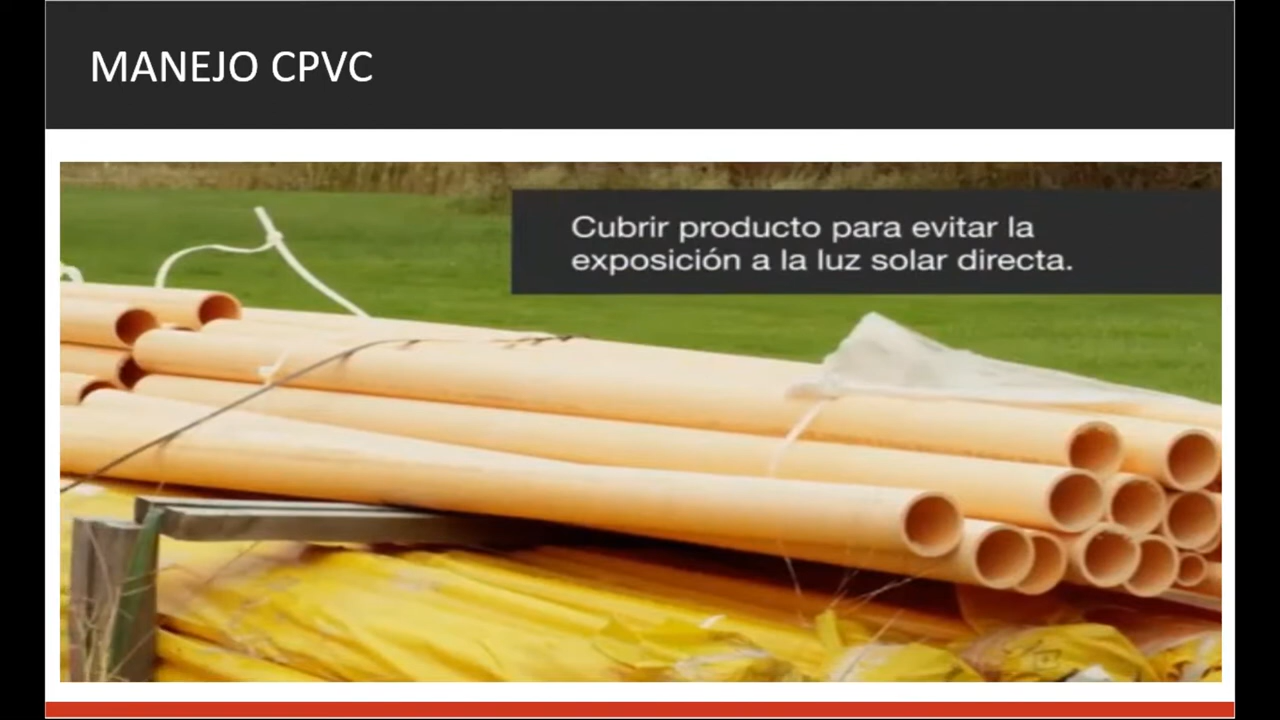 MANEJO CPVC
Cubrir producto para evitar la
exposición a la luz solar directa.